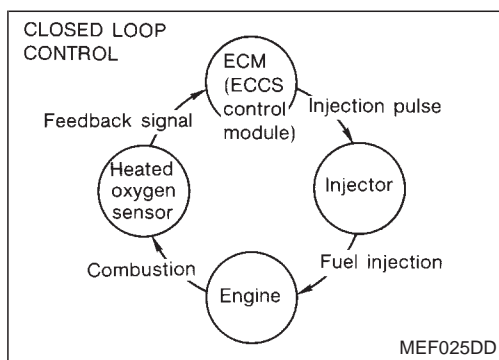 CLOSED LOOP
CONTROL
ECM
(ECCS
control
module)
Injection pulse
Injector
Fuel injection
Engine
Combustion
Heated
oxygen
sensor
Feedback signal
MEF025DD